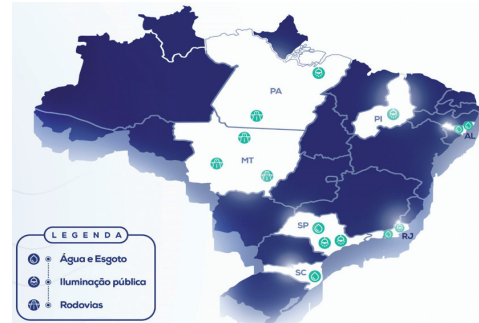 PA
PI
AL
MT
SP
RJ
SC
LEGENDA
Água e Esgoto
Iluminação pública
Rodovias